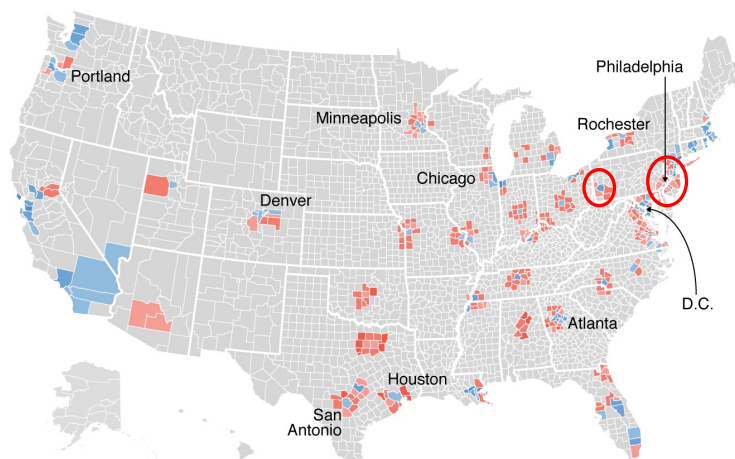 Philadelphia
Portland
Minneapolis
Rochester
Chicago
Denver
D.C.
Atlanta
Houston
San
Antonio